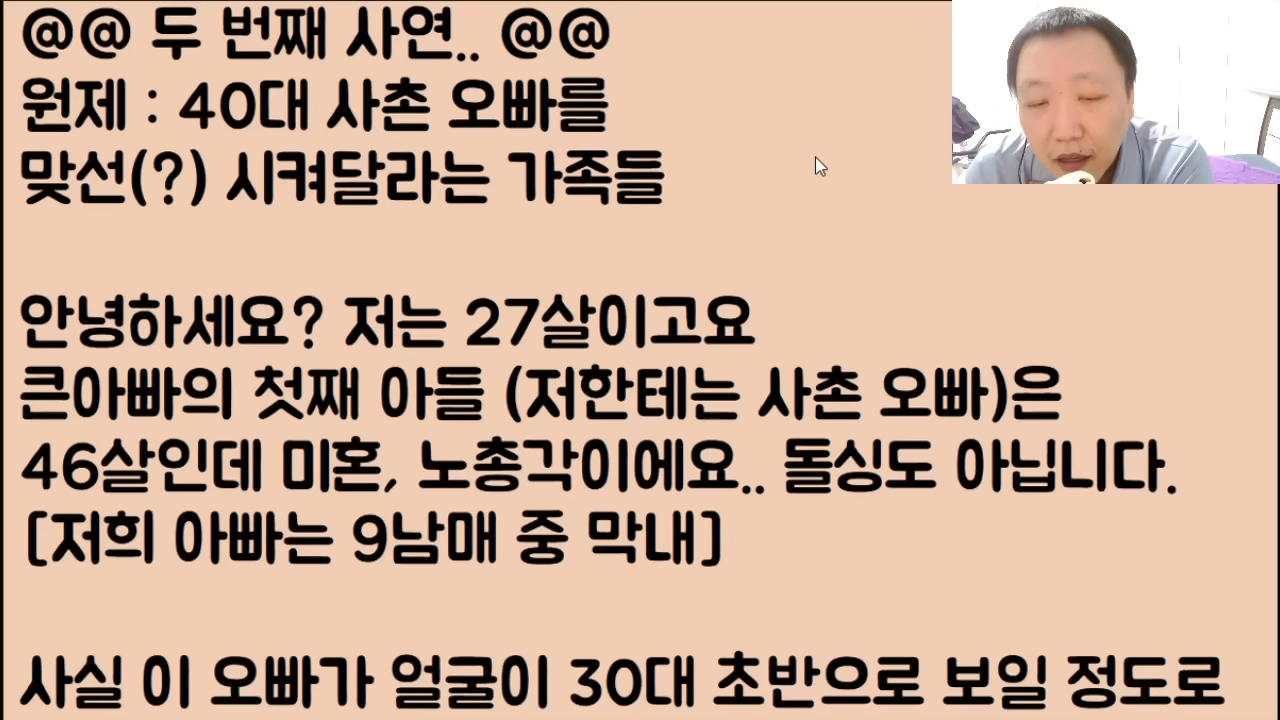 @@ 두 번째 사연.. @@
원제 : 40대 사촌 오빠를
맞선(?) 시켜달라는 가족들
안녕하세요? 저는 27살이고요
큰아빠의 첫째 아들 (저한테는 사촌 오빠)은
46살인데 미혼, 노총각이에요.. 돌싱도 아닙니다.
[저희 아빠는 9남매 중 막내]
사실 이 오빠가 얼굴이 30대 초반으로 보일 정도로